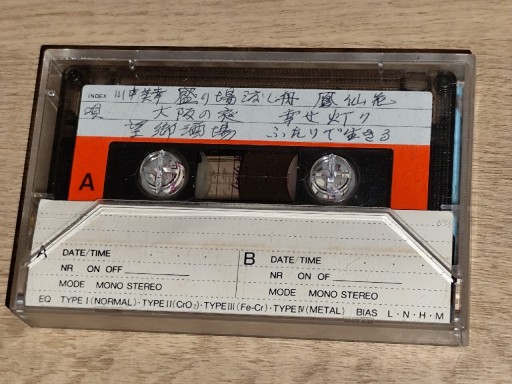 INDEX 川中美幸 盛り場流し舟 鳳仙花
唄 大阪の夜 幸せ灯り
望郷酒場 ふたりで生きる
A
A DATE/TIME
NR ON OFF
MODE MONO STEREO
B DATE/TIME
NR ON OFF
MODE MONO STEREO
EQ TYPE I (NORMAL)・TYPE II (CrO2)・TYPE III (Fe-Cr)・TYPE IV (METAL) BIAS L・N・H・M